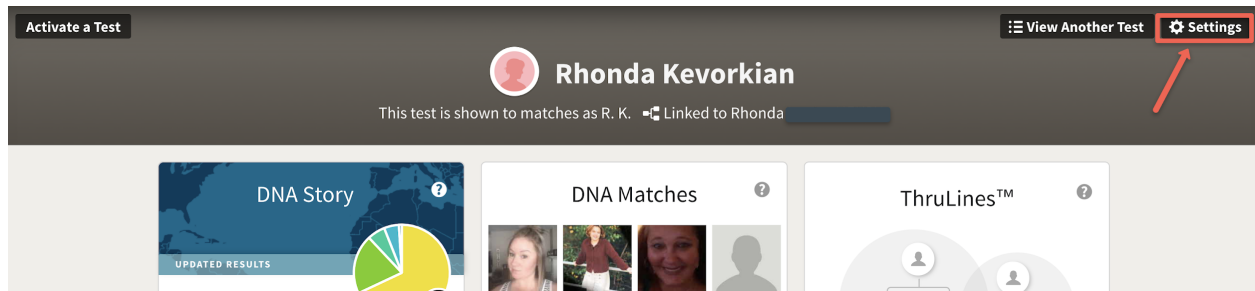 Activate a Test
View Another Test
Settings
Rhonda Kevorkian
This test is shown to matches as R. K. Linked to Rhonda
DNA Story
?
UPDATED RESULTS
DNA Matches
?
ThruLines™
?